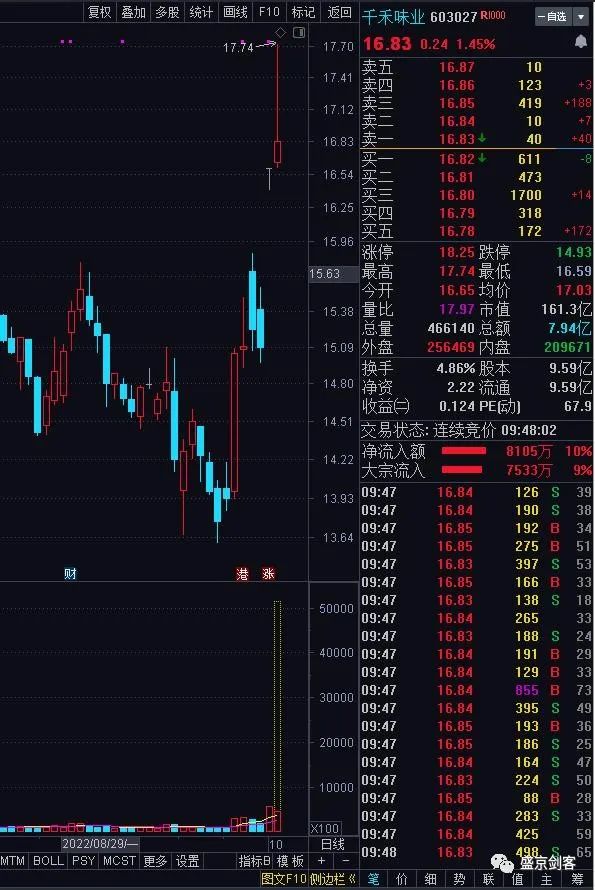 复权 叠加 多股 统计 画线 F10 标记 返回
千禾味业 603027 R1000 一自选
16.83 0.24 1.45%
卖五 16.87 10
卖四 16.86 123 +3
卖三 16.85 419 +188
卖二 16.84 10 +7
卖一 16.83 40 +40
买一 16.82 611 -8
买二 16.81 473
买三 16.80 1700 +14
买四 16.79 318
买五 16.78 172 +172
涨停 18.25 跌停 14.93
最高 17.74 最低 16.59
今开 16.65 均价 17.03
量比 17.97 市值 161.3亿
总量 466140 总额 7.94亿
外盘 256469 内盘 209671
换手 4.86% 股本 9.59亿
净资 2.22 流通 9.59亿
收益(三) 0.124 PE(动) 67.9
交易状态: 连续竞价 09:48:02
净流入额 8105万 10%
大宗流入 7533万 9%
09:47 16.84 126 S 39
09:47 16.84 190 S 38
09:47 16.85 192 B 34
09:47 16.85 275 B 51
09:47 16.83 397 S 53
09:47 16.85 166 B 33
09:47 16.83 138 S 18
09:47 16.84 265 33
09:47 16.83 188 S 24
09:47 16.84 191 B 29
09:47 16.84 129 B 33
09:47 16.84 855 B 73
09:47 16.84 395 S 49
09:47 16.85 193 B 36
09:47 16.85 186 S 25
09:47 16.84 164 S 47
09:47 16.83 224 S 50
09:47 16.85 88 B 28
09:47 16.84 283 S 33
09:47 16.84 425 59
09:48 16.83 498 S 65
盛京剑客
笔 价 细 势 联 值 主 筹
17.74
17.70
17.41
17.12
16.83
16.54
16.25
15.96
15.63
15.38
15.09
14.80
14.51
14.22
13.93
13.64
财 港 涨
50000
40000
30000
20000
10000
X100
2022/08/29/一 10 日线
MTM BOLL PSY MCST 更多 设置 指标B 模板 + −
图文F10 侧边栏《